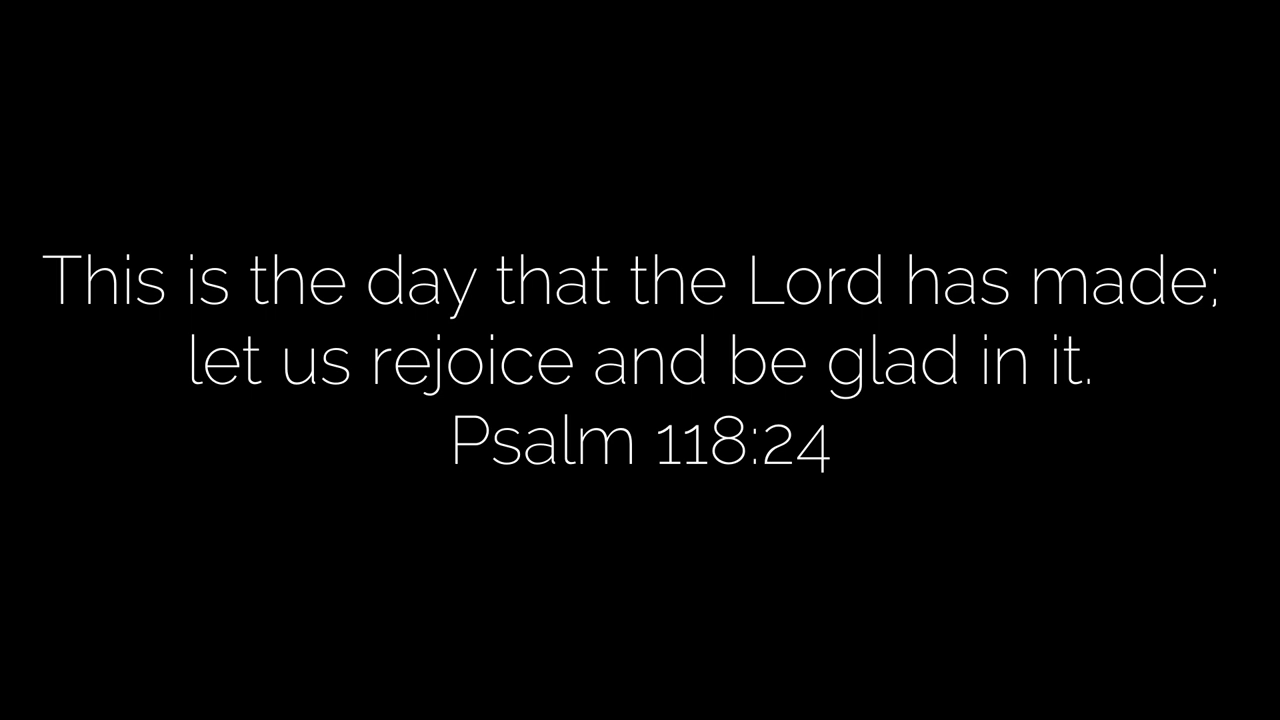 This is the day that the Lord has made;
let us rejoice and be glad in it.
Psalm 118:24